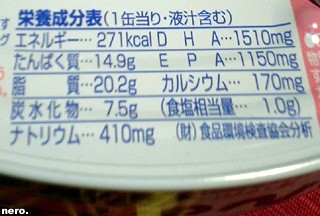 栄養成分表(1缶当り・液汁含む)
エネルギー…271kcal DHA…1510mg
たんぱく質…14.9g EPA…1150mg
脂質…20.2g カルシウム…170mg
炭水化物…7.5g (食塩相当量…1.0g)
ナトリウム…410mg (財)食品環境検査協会分析
nero.